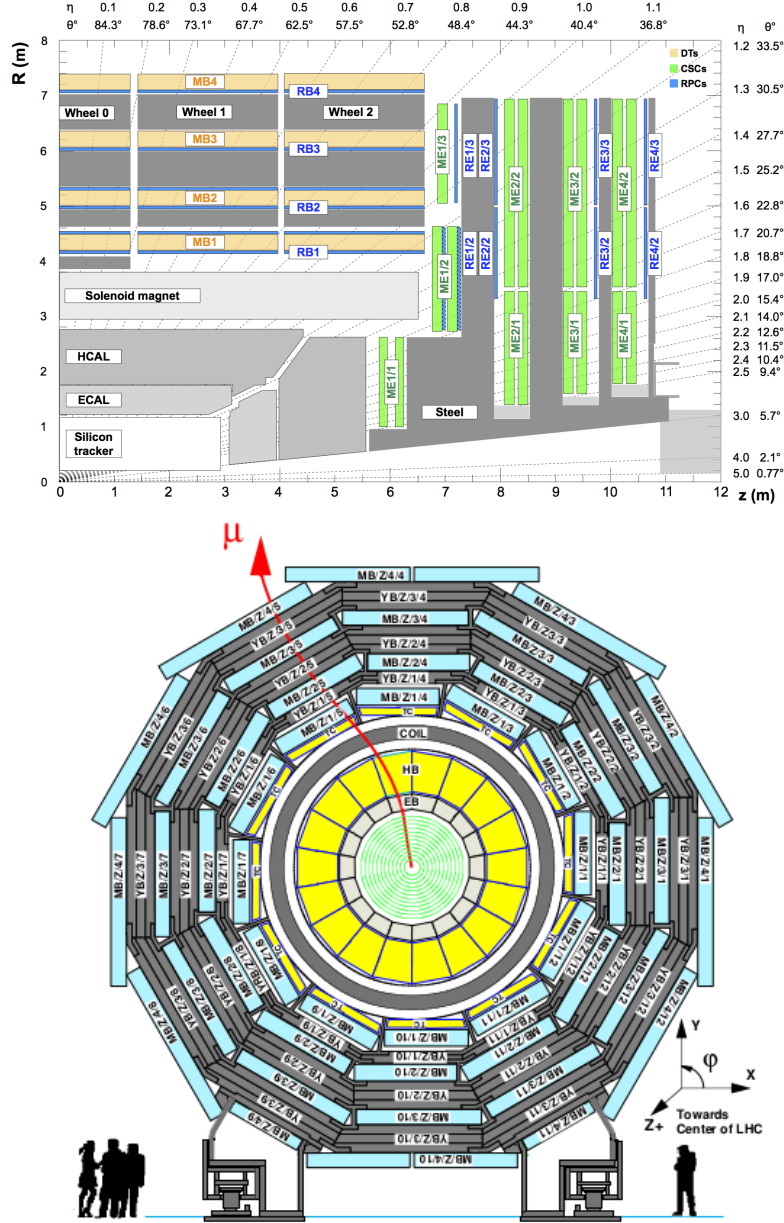 η 0.1 0.2 0.3 0.4 0.5 0.6 0.7 0.8 0.9 1.0 1.1
θ° 84.3° 78.6° 73.1° 67.7° 62.5° 57.5° 52.8° 48.4° 44.3° 40.4° 36.8° η θ°
R (m)
8
7
6
5
4
3
2
1
0
1.2 33.5°
1.3 30.5°
1.4 27.7°
1.5 25.2°
1.6 22.8°
1.7 20.7°
1.8 18.8°
1.9 17.0°
2.0 15.4°
2.1 14.0°
2.2 12.6°
2.3 11.5°
2.4 10.4°
2.5 9.4°
3.0 5.7°
4.0 2.1°
5.0 0.77°
DTs
CSCs
RPCs
MB4
RB4
Wheel 0 Wheel 1 Wheel 2
MB3
RB3
MB2
RB2
MB1
RB1
Solenoid magnet
HCAL
ECAL
Silicon
tracker
Steel
ME1/3
RE1/3
RE2/3
ME2/2
ME3/2
RE3/3
ME4/2
RE4/3
ME1/2
RE1/2
RE2/2
RE3/2
RE4/2
ME1/1
ME2/1
ME3/1
ME4/1
0 1 2 3 4 5 6 7 8 9 10 11 12
z (m)
μ
MB/Z/4/4
YB/Z/3/4
MB/Z/3/4
YB/Z/2/4
MB/Z/2/4
YB/Z/1/4
MB/Z/1/4
TC
COIL
HB
EB
MB/Z/4/5
YB/Z/3/5
MB/Z/3/5
YB/Z/2/5
MB/Z/2/5
YB/Z/1/5
MB/Z/1/5
TC
MB/Z/4/3
YB/Z/3/3
MB/Z/3/3
YB/Z/2/3
MB/Z/2/3
YB/Z/1/3
MB/Z/1/3
TC
MB/Z/4/6
YB/Z/3/6
MB/Z/3/6
YB/Z/2/6
MB/Z/2/6
YB/Z/1/6
MB/Z/1/6
TC
MB/Z/4/2
YB/Z/3/2
MB/Z/3/2
YB/Z/2/2
MB/Z/2/2
YB/Z/1/2
MB/Z/1/2
TC
MB/Z/4/7
YB/Z/3/7
MB/Z/3/7
YB/Z/2/7
MB/Z/2/7
YB/Z/1/7
MB/Z/1/7
TC
TC
MB/Z/1/1
YB/Z/1/1
MB/Z/2/1
YB/Z/2/1
MB/Z/3/1
YB/Z/3/1
MB/Z/4/1
MB/Z/4/8
YB/Z/3/8
MB/Z/3/8
YB/Z/2/8
MB/Z/2/8
MB/Z/1/8
TC
TC
MB/Z/1/12
YB/Z/1/12
MB/Z/2/12
YB/Z/2/12
MB/Z/3/12
YB/Z/3/12
MB/Z/4/12
TC
MB/Z/1/9
YB/Z/1/9
MB/Z/2/9
YB/Z/2/9
MB/Z/3/9
YB/Z/3/9
MB/Z/4/9
TC
MB/Z/1/11
YB/Z/1/11
MB/Z/2/11
YB/Z/2/11
MB/Z/3/11
YB/Z/3/11
MB/Z/4/11
TC
MB/Z/1/10
YB/Z/1/10
MB/Z/2/10
YB/Z/2/10
MB/Z/3/10
YB/Z/3/10
MB/Z/4/10
Y
φ
X
Z+
Towards
Center of LHC